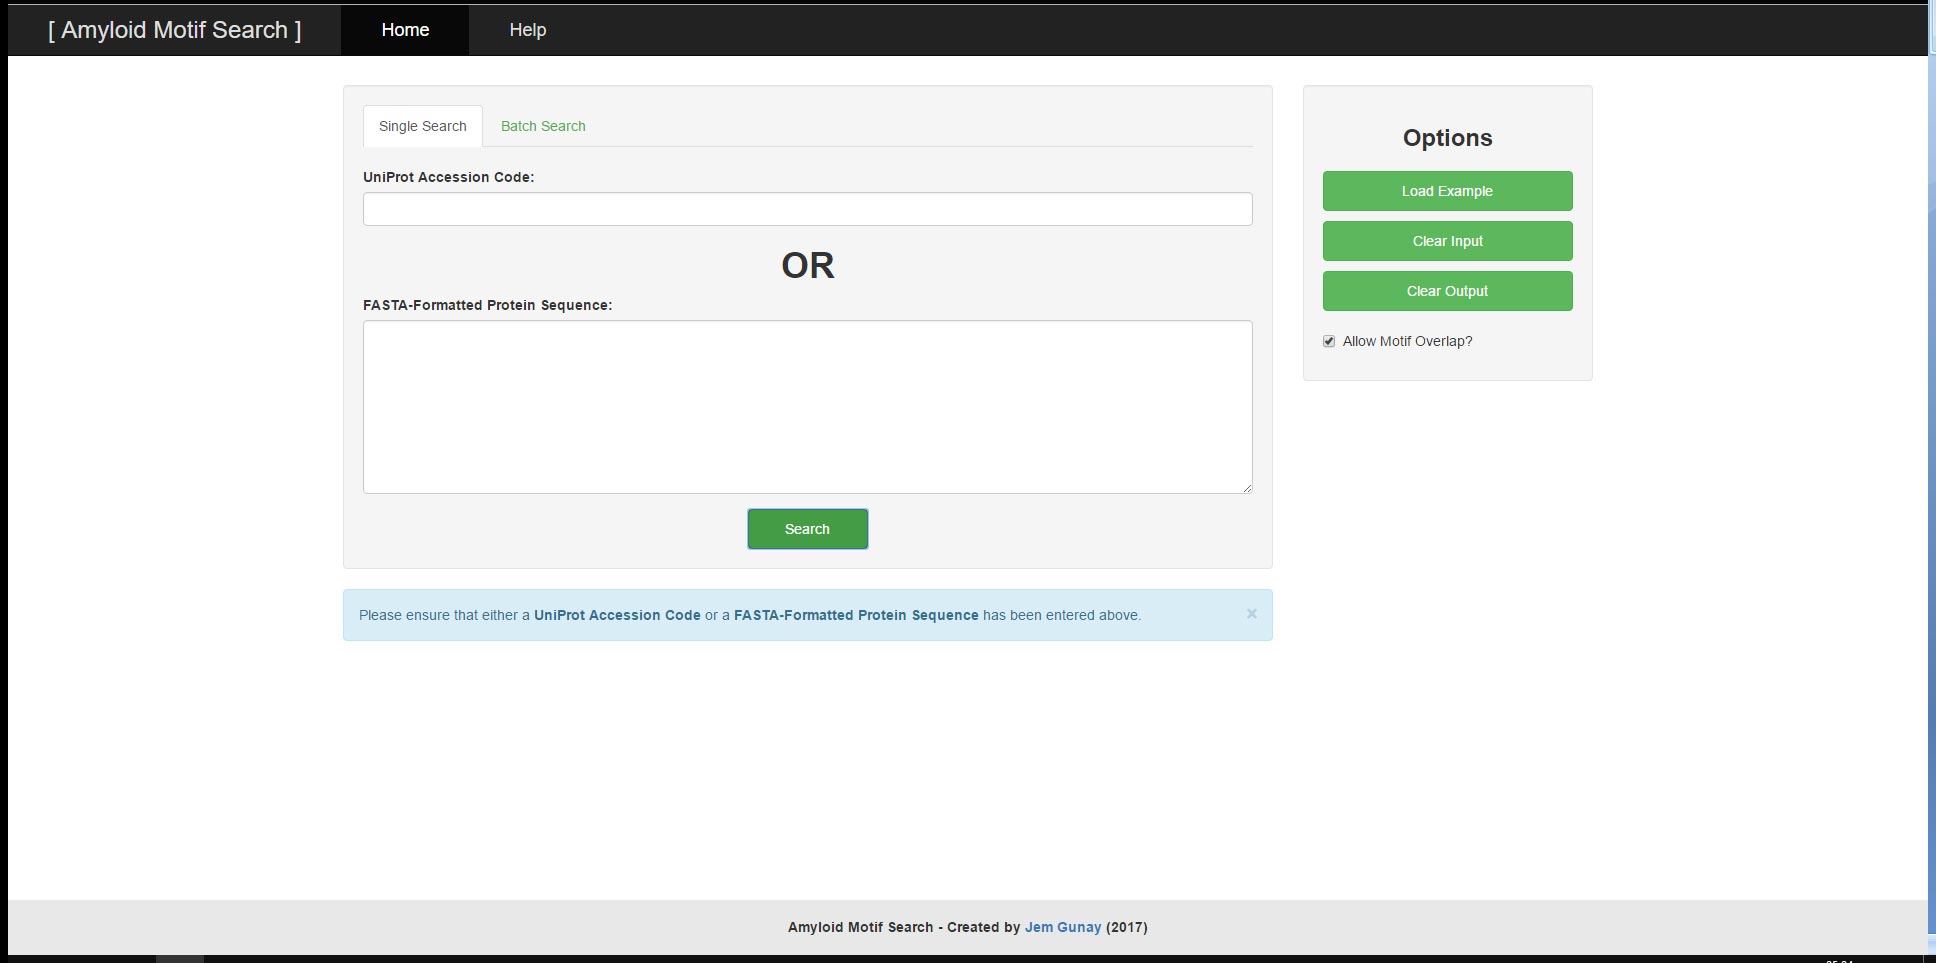 [ Amyloid Motif Search ] Home Help
Single Search Batch Search
UniProt Accession Code:
OR
FASTA-Formatted Protein Sequence:
Search
Please ensure that either a UniProt Accession Code or a FASTA-Formatted Protein Sequence has been entered above. ×
Options
Load Example
Clear Input
Clear Output
Allow Motif Overlap?
Amyloid Motif Search - Created by Jem Gunay (2017)